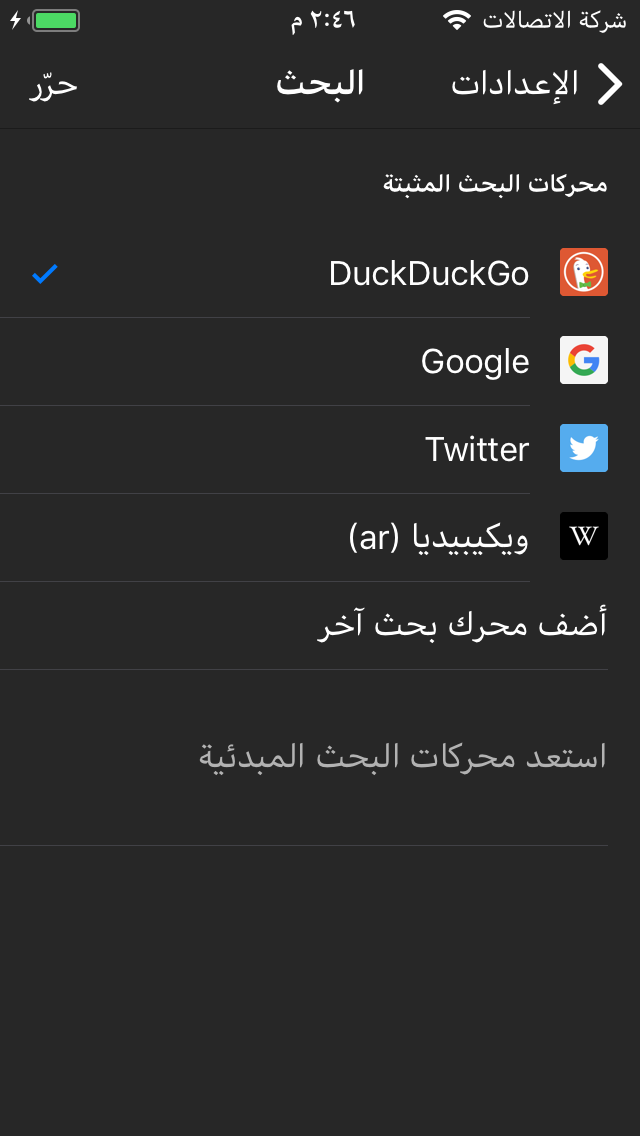 شركة الاتصالات ٢:٤٦ م
الإعدادات البحث حرّر
محركات البحث المثبتة
DuckDuckGo
Google
Twitter
W ويكيبيديا (ar)
أضف محرك بحث آخر
استعد محركات البحث المبدئية